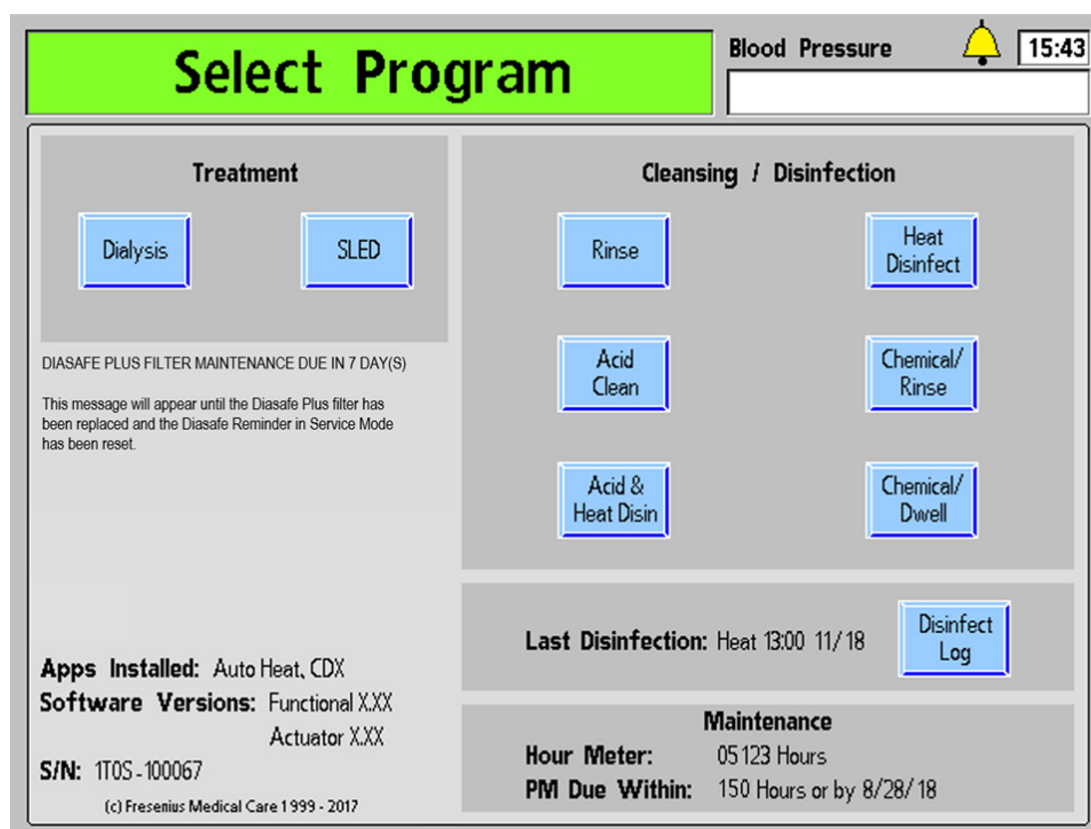 Select Program
Blood Pressure
15:43
Treatment
Dialysis
SLED
DIASAFE PLUS FILTER MAINTENANCE DUE IN 7 DAY(S)
This message will appear until the Diasafe Plus filter has
been replaced and the Diasafe Reminder in Service Mode
has been reset.
Apps Installed: Auto Heat, CDX
Software Versions: Functional X.XX
Actuator X.XX
S/N: 1T0S-100067
(c) Fresenius Medical Care 1999 - 2017
Cleansing / Disinfection
Rinse
Heat
Disinfect
Acid
Clean
Chemical/
Rinse
Acid &
Heat Disin
Chemical/
Dwell
Last Disinfection: Heat 13:00 11/18
Disinfect
Log
Maintenance
Hour Meter: 05123 Hours
PM Due Within: 150 Hours or by 8/28/18